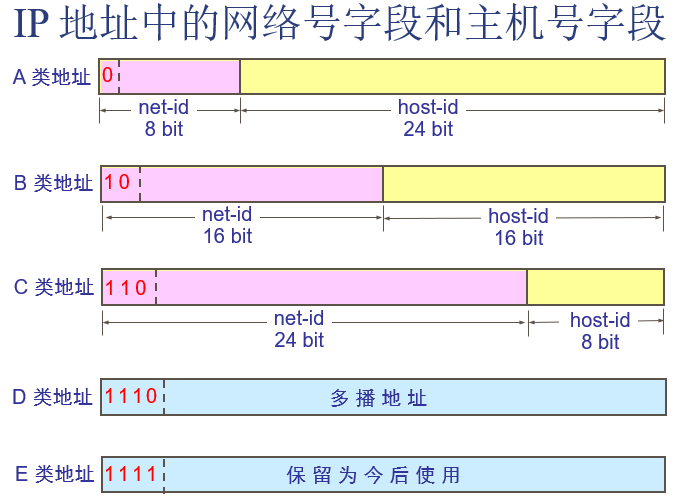 IP 地址中的网络号字段和主机号字段
A 类地址
0
net-id
8 bit
host-id
24 bit
B 类地址
10
net-id
16 bit
host-id
16 bit
C 类地址
110
net-id
24 bit
host-id
8 bit
D 类地址
1110
多播地址
E 类地址
1111
保留为今后使用